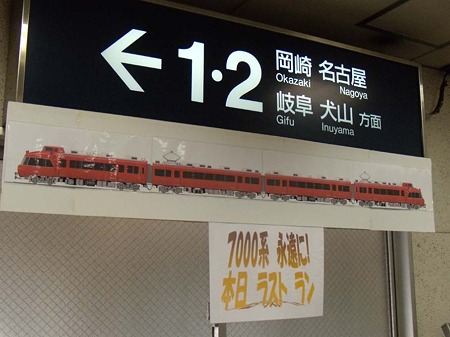 ← 1・2 岡崎 名古屋
Okazaki Nagoya
岐阜 犬山 方面
Gifu Inuyama
7000系 永遠に!
本日 ラスト ラン